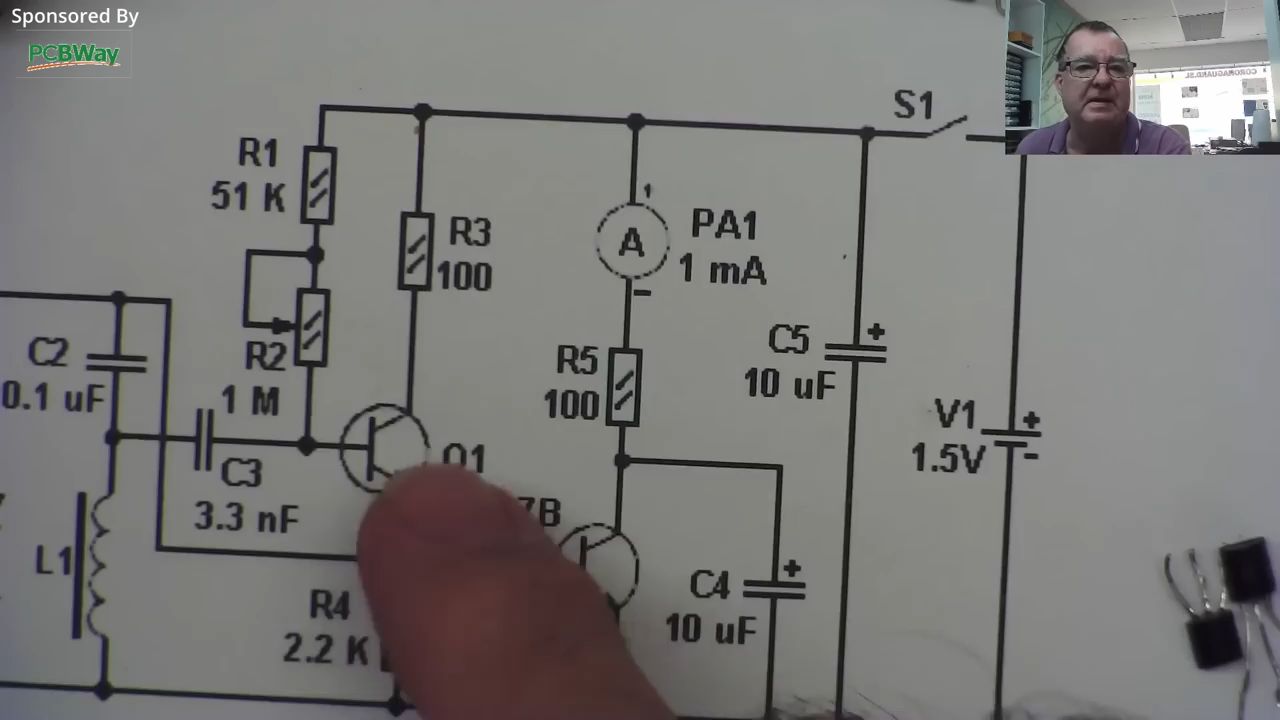 Sponsored By
PCBWay
S1
R1
51 K
R3
100
A
PA1
1 mA
C2
0.1 uF
R2
1 M
C3
3.3 nF
R5
100
C5
10 uF
V1
1.5V
Q1
7B
L1
R4
2.2 K
C4
10 uF